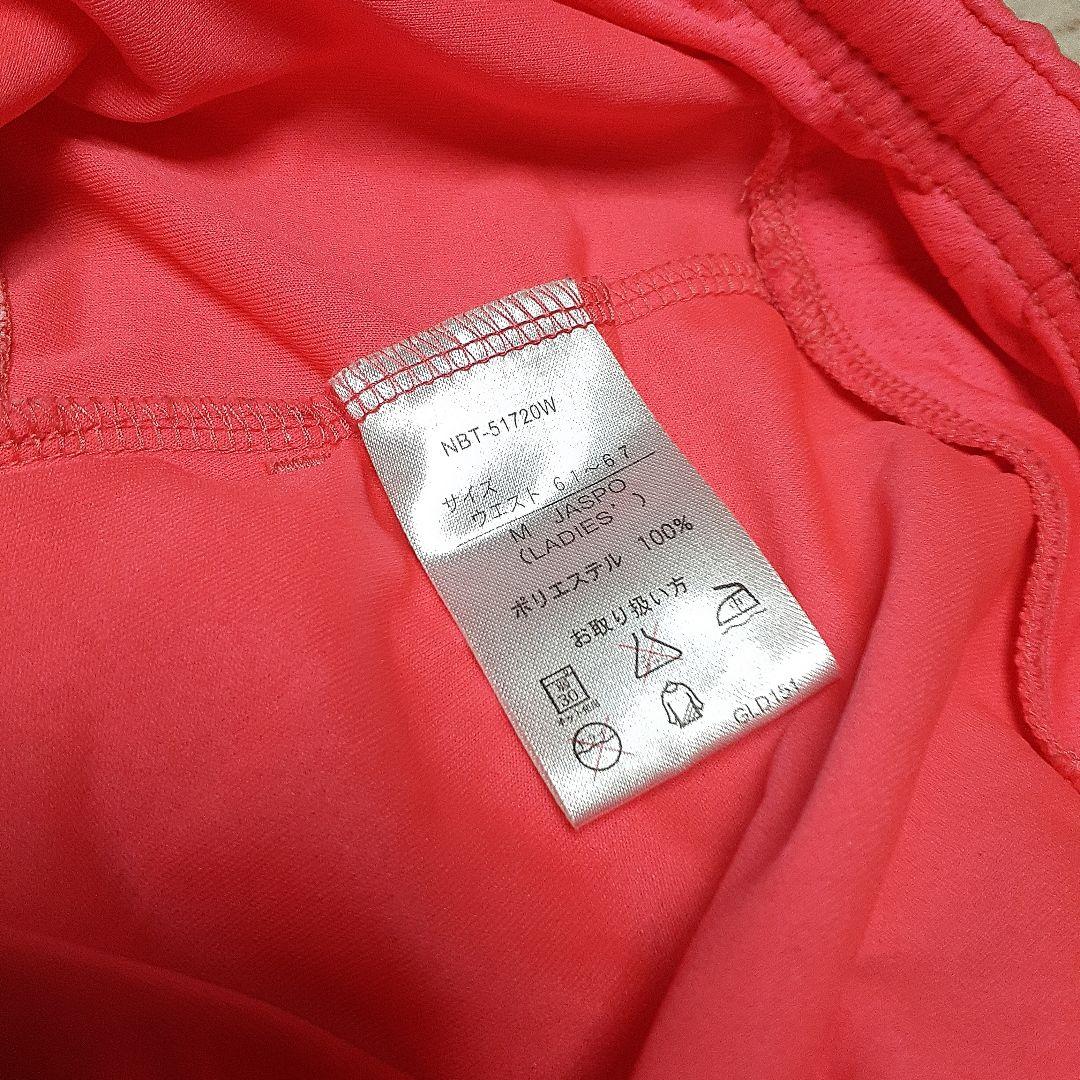 NBT-51720W
サイズ
ウエスト 61～67
M JASPO
(LADIES')
ポリエステル 100%
お取り扱い方
30
GLD15